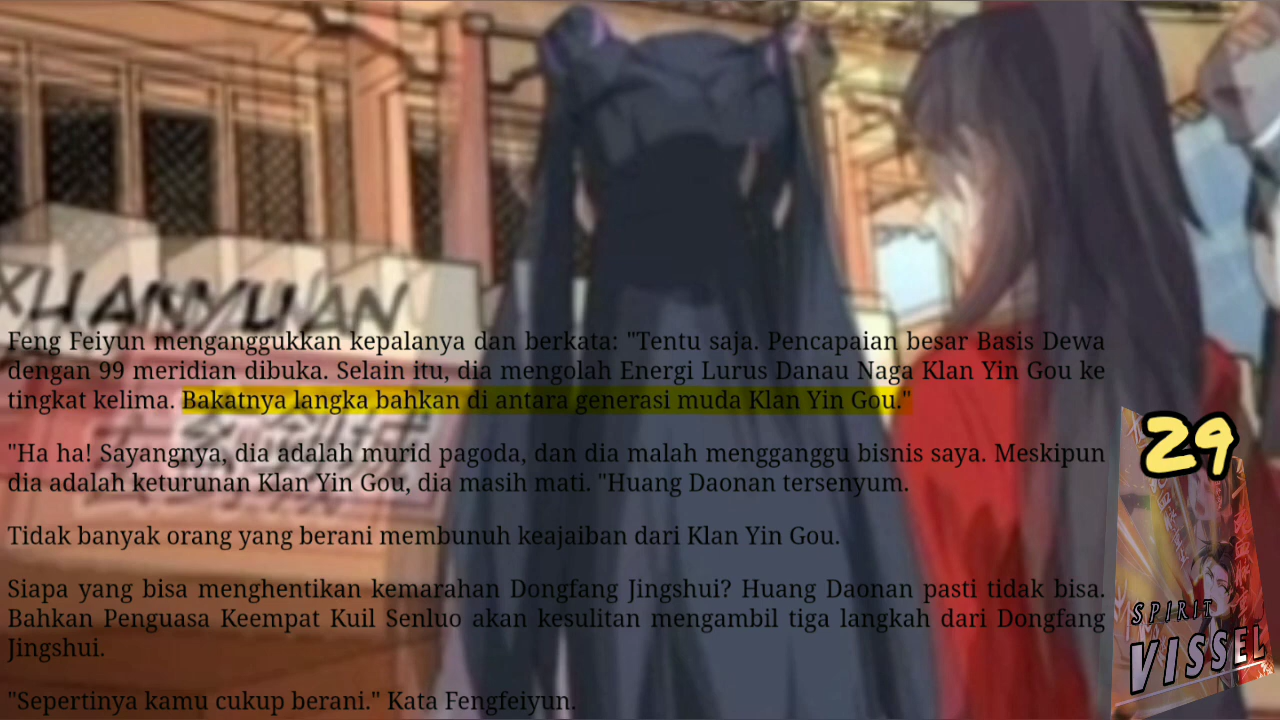 XUANYUAN
Feng Feiyun menganggukkan kepalanya dan berkata: "Tentu saja. Pencapaian besar Basis Dewa
dengan 99 meridian dibuka. Selain itu, dia mengolah Energi Lurus Danau Naga Klan Yin Gou ke
tingkat kelima. Bakatnya langka bahkan di antara generasi muda Klan Yin Gou."
"Ha ha! Sayangnya, dia adalah murid pagoda, dan dia malah mengganggu bisnis saya. Meskipun
dia adalah keturunan Klan Yin Gou, dia masih mati. "Huang Daonan tersenyum.
Tidak banyak orang yang berani membunuh keajaiban dari Klan Yin Gou.
Siapa yang bisa menghentikan kemarahan Dongfang Jingshui? Huang Daonan pasti tidak bisa.
Bahkan Penguasa Keempat Kuil Senluo akan kesulitan mengambil tiga langkah dari Dongfang
Jingshui.
"Sepertinya kamu cukup berani." Kata Fengfeiyun.
29
SPIRIT
VISSEL